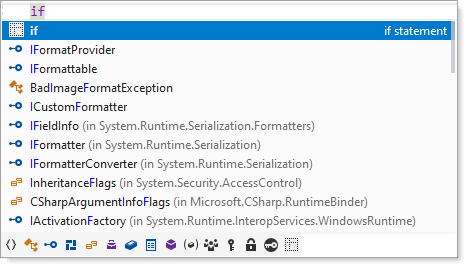 if
if if statement
IFormatProvider
IFormattable
BadImageFormatException
ICustomFormatter
IFieldInfo (in System.Runtime.Serialization.Formatters)
IFormatter (in System.Runtime.Serialization)
IFormatterConverter (in System.Runtime.Serialization)
InheritanceFlags (in System.Security.AccessControl)
CSharpArgumentInfoFlags (in Microsoft.CSharp.RuntimeBinder)
IActivationFactory (in System.Runtime.InteropServices.WindowsRuntime)